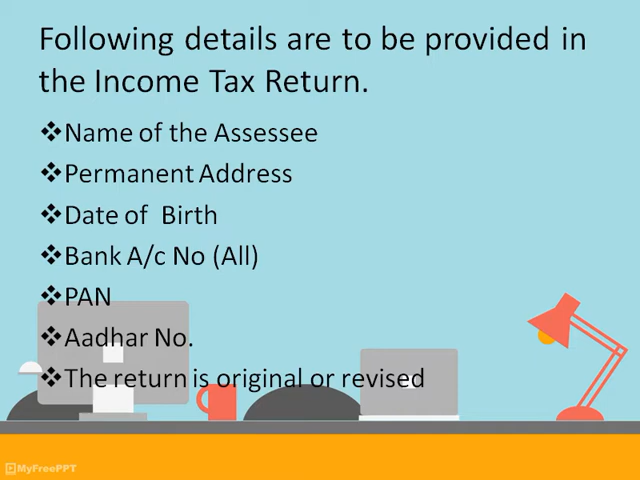 Following details are to be provided in
the Income Tax Return.
❖Name of the Assessee
❖Permanent Address
❖Date of Birth
❖Bank A/c No (All)
❖PAN
❖Aadhar No.
❖The return is original or revised
MyFreePPT